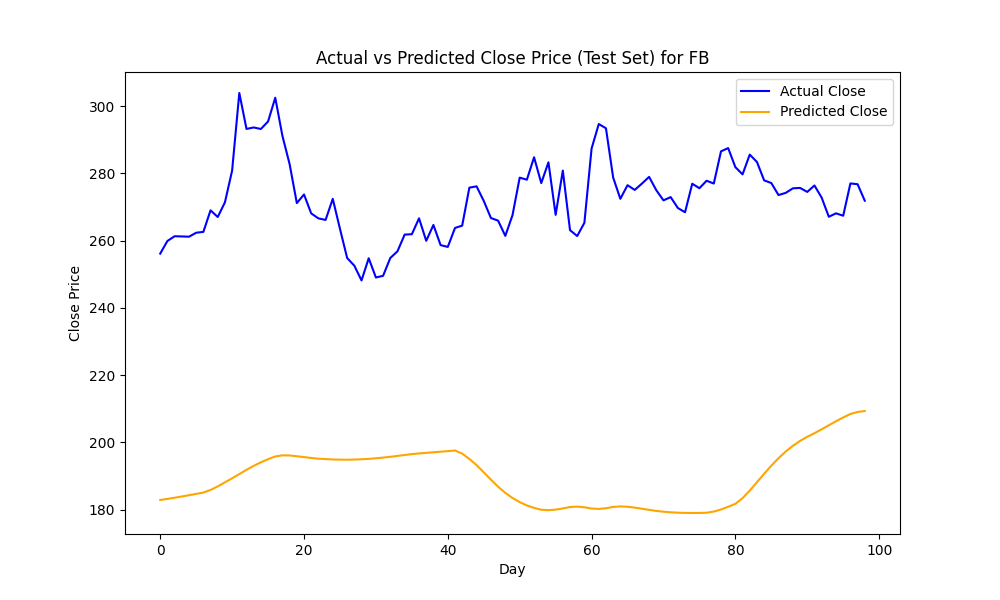 Actual vs Predicted Close Price (Test Set) for FB
Actual Close
Predicted Close
Close Price
300
280
260
240
220
200
180
0 20 40 60 80 100
Day